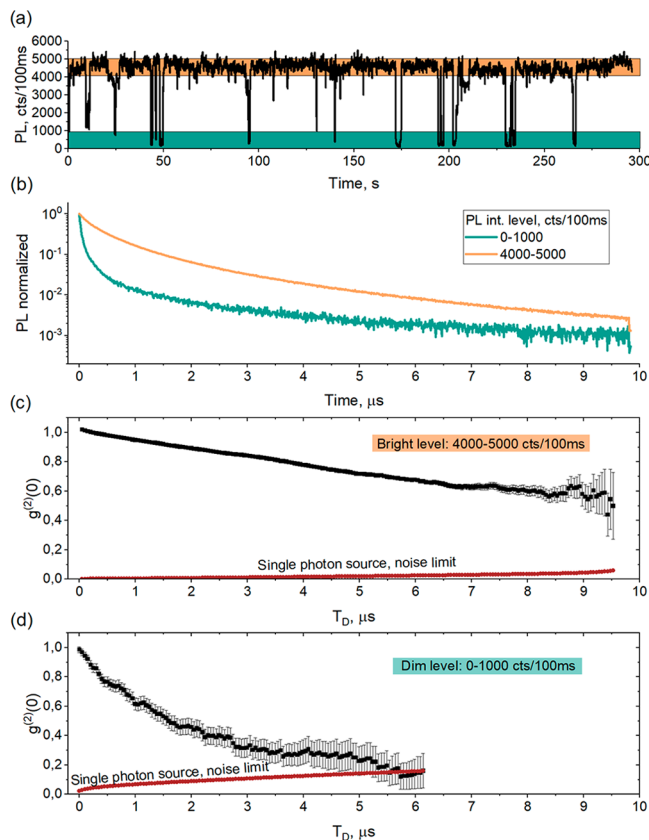 (a)
6000
5000
4000
3000
2000
1000
0
PL, cts/100ms
0 50 100 150 200 250 300
Time, s
(b)
10⁰
10⁻¹
10⁻²
10⁻³
PL normalized
PL int. level, cts/100ms
0-1000
4000-5000
0 1 2 3 4 5 6 7 8 9 10
Time, μs
(c)
1,0
0,8
0,6
0,4
0,2
0,0
g⁽²⁾(0)
Bright level: 4000-5000 cts/100ms
Single photon source, noise limit
0 1 2 3 4 5 6 7 8 9 10
T_D, μs
(d)
1,0
0,8
0,6
0,4
0,2
0,0
g⁽²⁾(0)
Dim level: 0-1000 cts/100ms
Single photon source, noise limit
0 1 2 3 4 5 6 7 8 9 10
T_D, μs